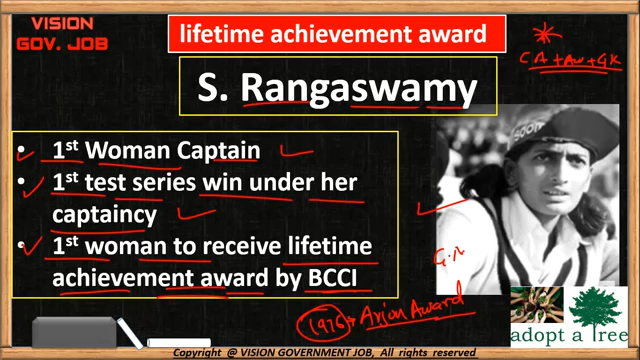 VISION
GOV. JOB
lifetime achievement award
CA + Aw + GK
S. Rangaswamy
• 1st Woman Captain
• 1st test series win under her
captaincy
• 1st woman to receive lifetime
achievement award by BCCI
G.K
1976 → Arjun Award
adopt a Tree
Copyright @ VISION GOVERNMENT JOB, All rights reserved